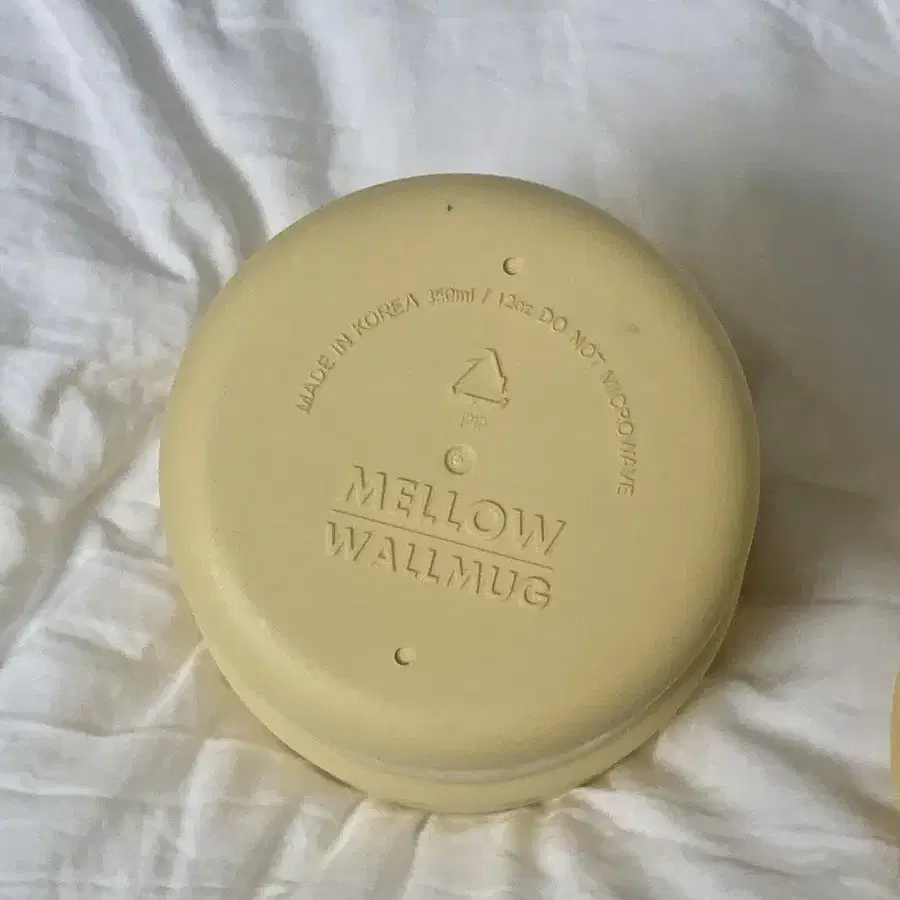 MADE IN KOREA 350ml / 12oz DO NOT MICROWAVE
PP
MELLOW
WALLMUG